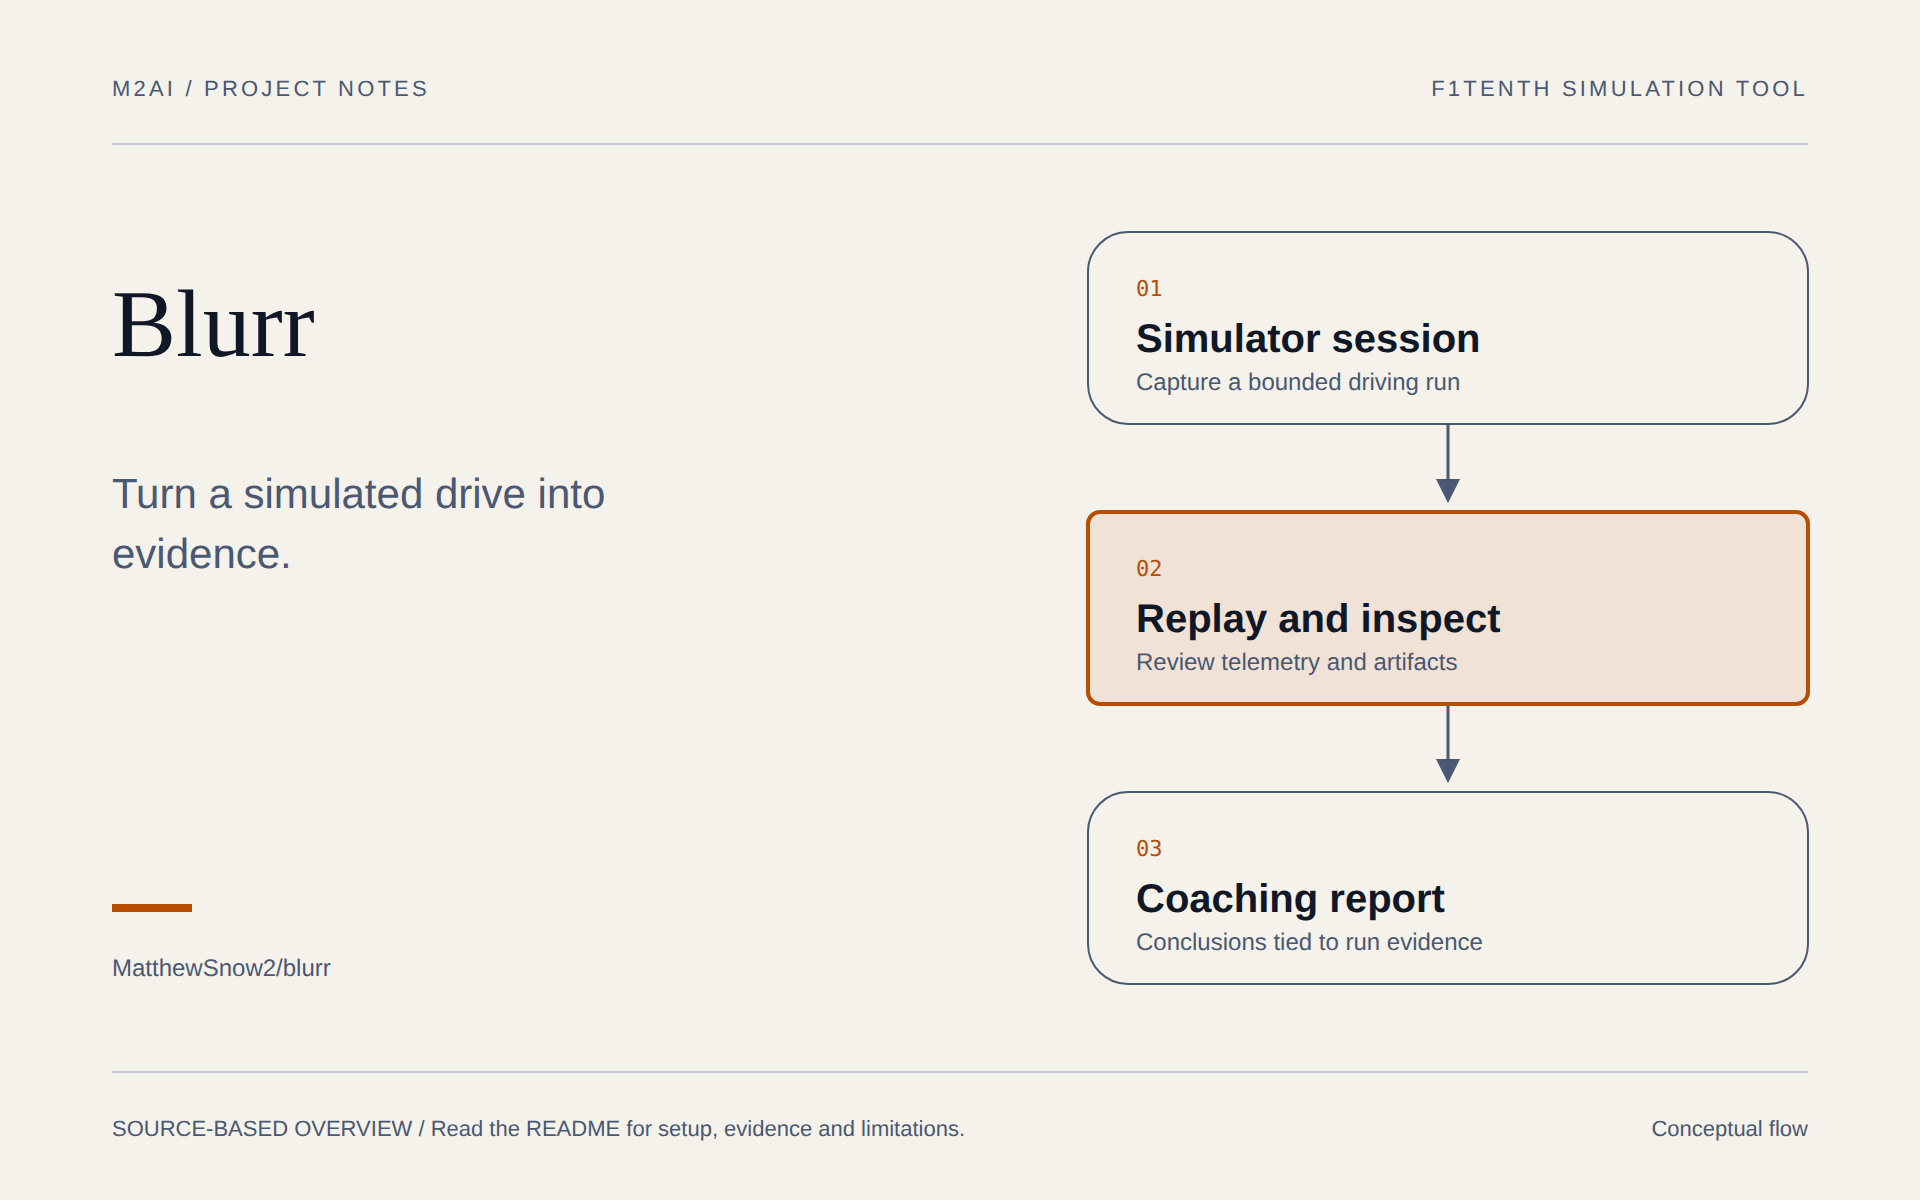 M2AI / PROJECT NOTES
F1TENTH SIMULATION TOOL
Blurr
Turn a simulated drive into
evidence.
MatthewSnow2/blurr
01
Simulator session
Capture a bounded driving run
02
Replay and inspect
Review telemetry and artifacts
03
Coaching report
Conclusions tied to run evidence
SOURCE-BASED OVERVIEW / Read the README for setup, evidence and limitations.
Conceptual flow